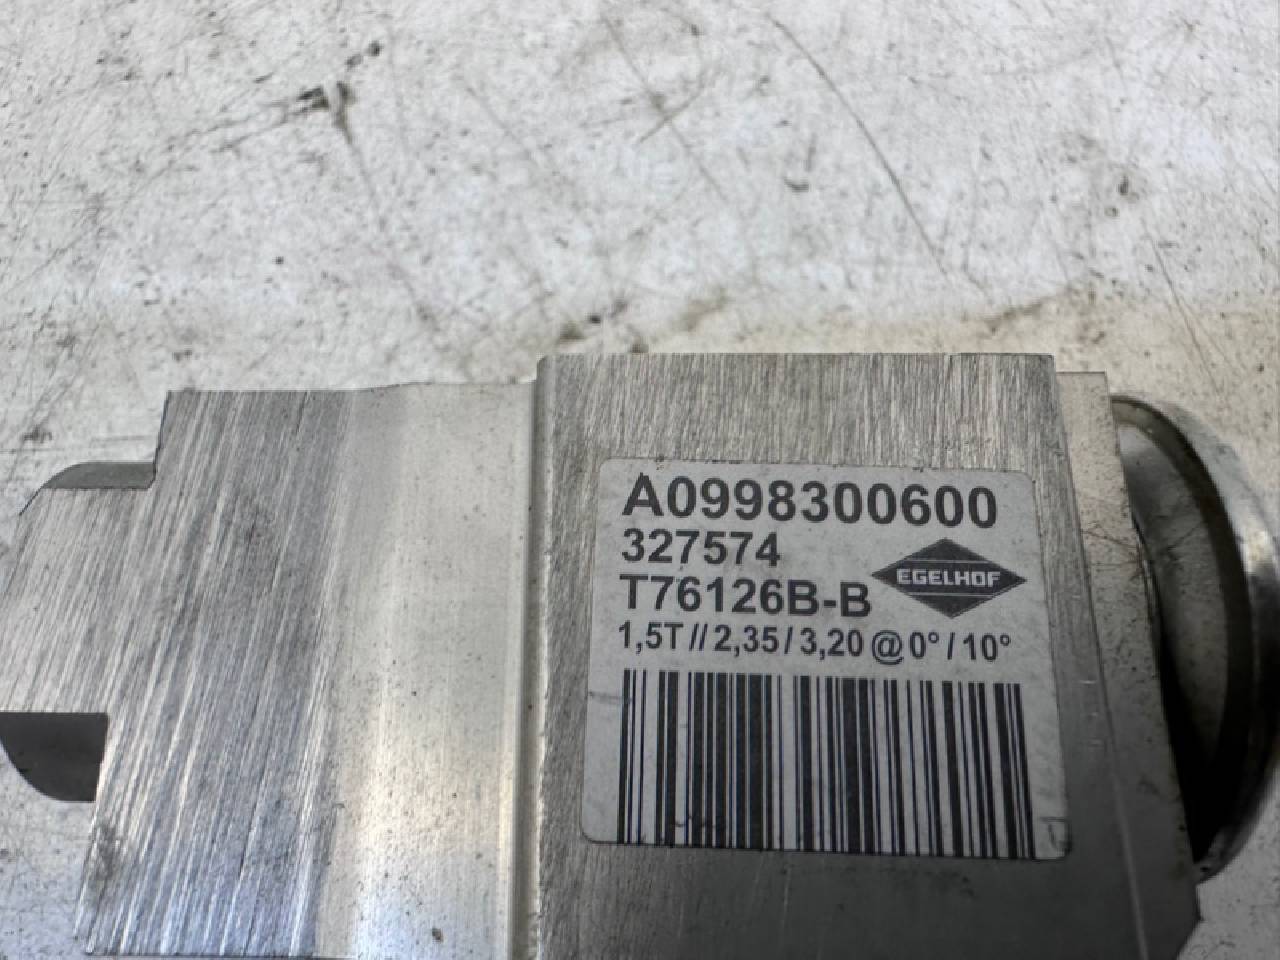 A0998300600
327574
T76126B-B
EGELHOF
1,5T // 2,35 / 3,20 @ 0° / 10°